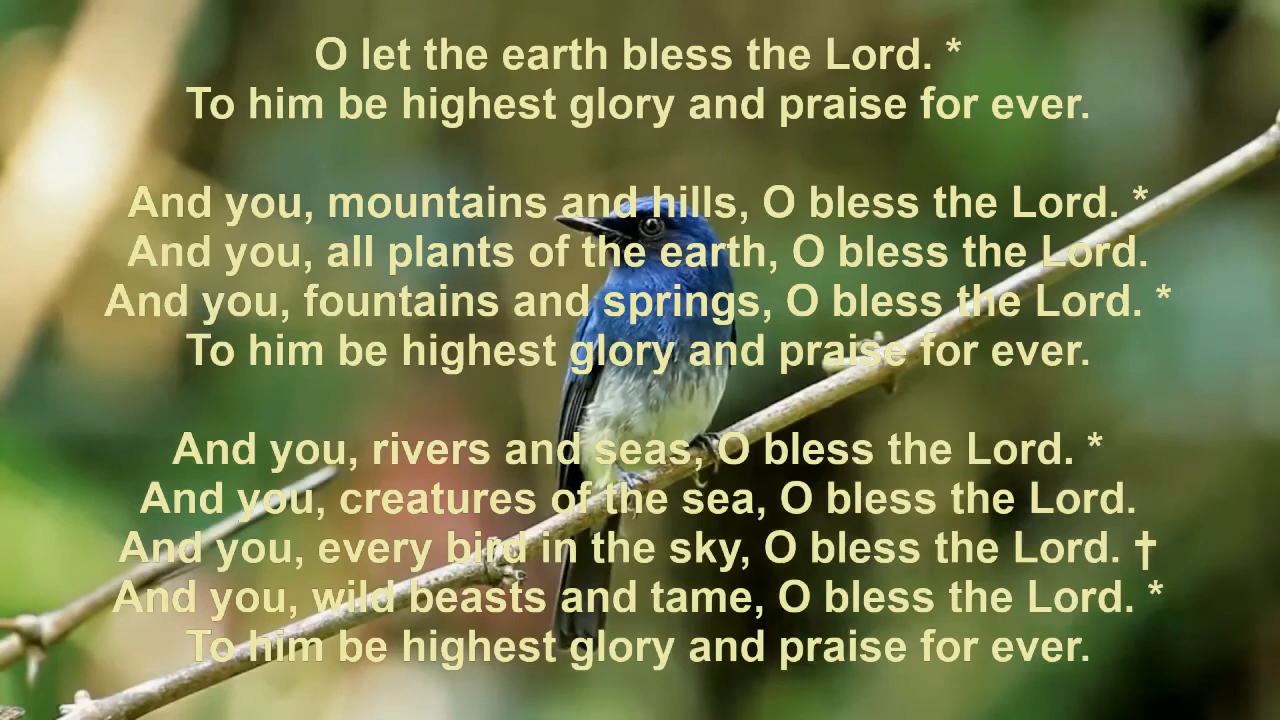 O let the earth bless the Lord. *
To him be highest glory and praise for ever.
And you, mountains and hills, O bless the Lord. *
And you, all plants of the earth, O bless the Lord.
And you, fountains and springs, O bless the Lord. *
To him be highest glory and praise for ever.
And you, rivers and seas, O bless the Lord. *
And you, creatures of the sea, O bless the Lord.
And you, every bird in the sky, O bless the Lord. †
And you, wild beasts and tame, O bless the Lord. *
To him be highest glory and praise for ever.